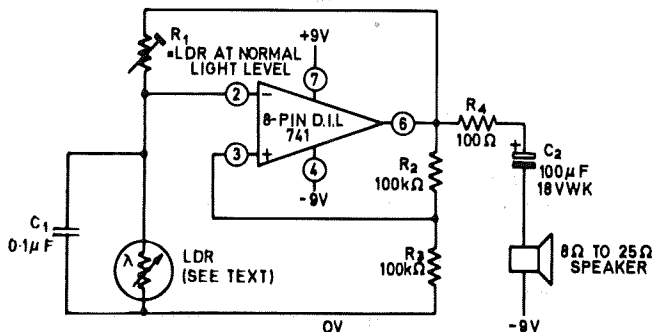 +9V
R1
=LDR AT NORMAL
LIGHT LEVEL
7
2
−
8-PIN D.I.L
741
6
R4
100Ω
3
+
4
-9V
R2
100kΩ
+
C2
100µF
18VWK
C1
0·1µF
λ
LDR
(SEE TEXT)
R3
100kΩ
8Ω TO 25Ω
SPEAKER
0V
-9V